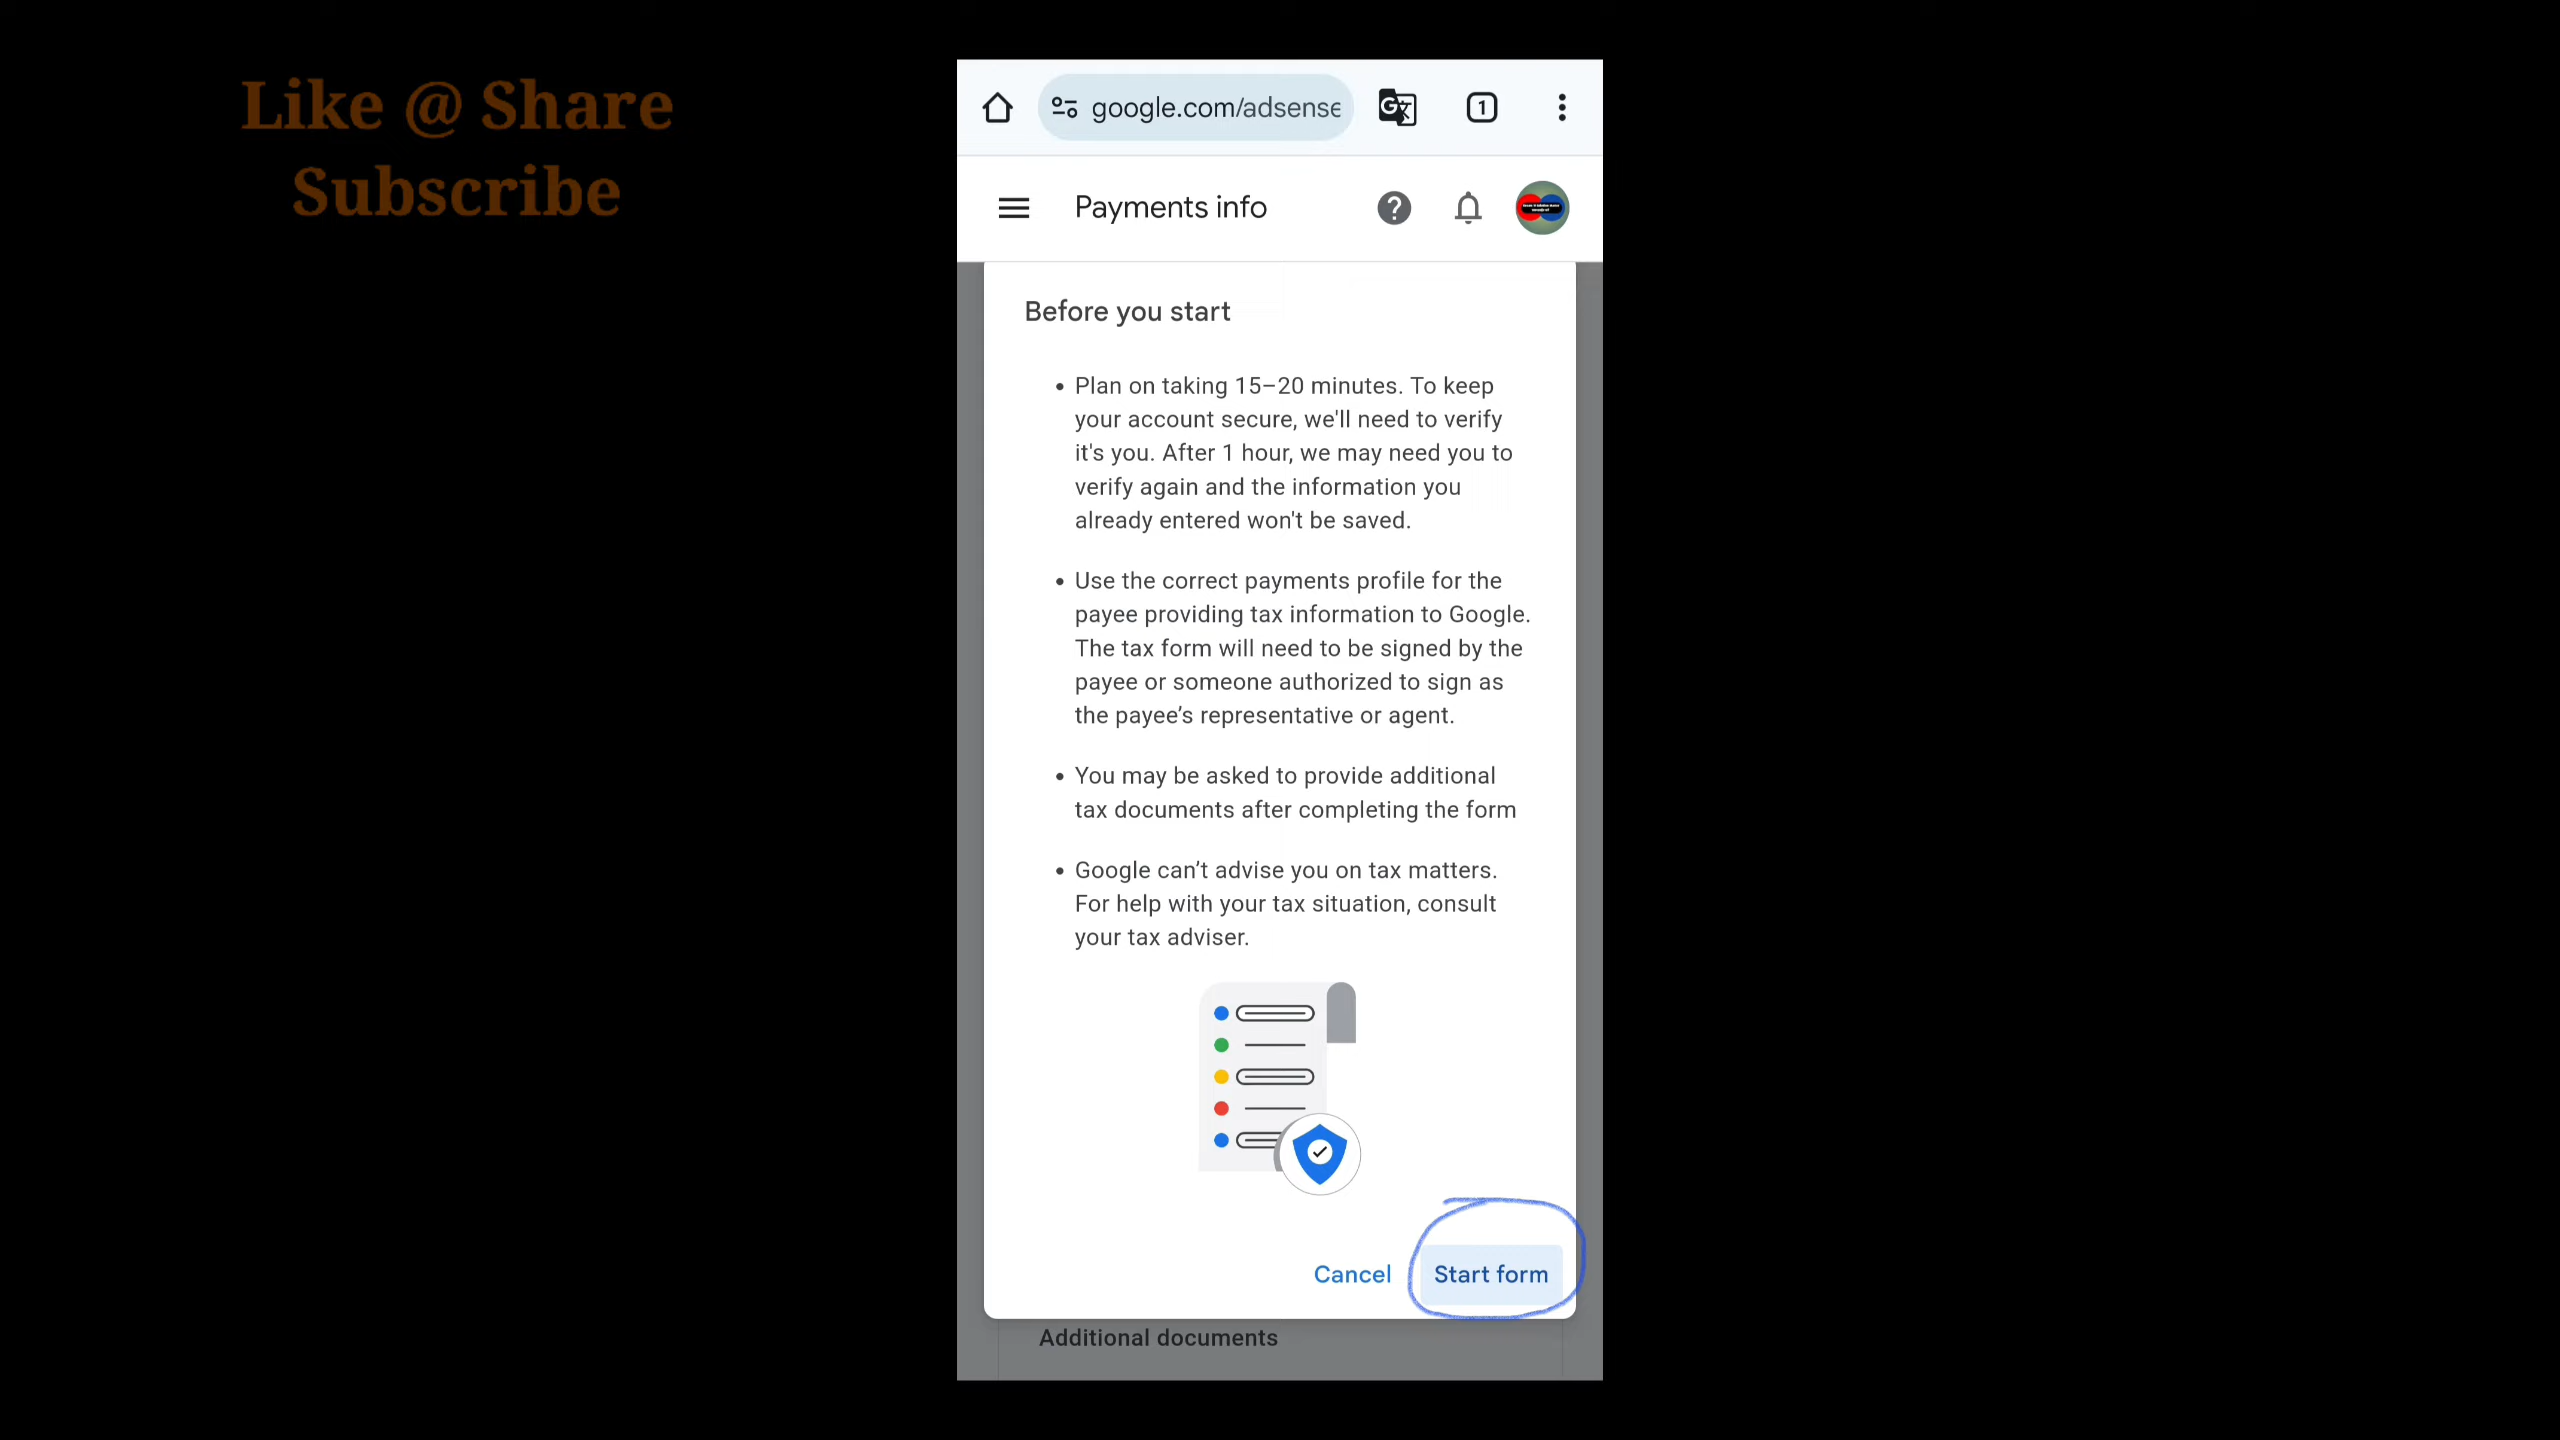 Like @ Share
Subscribe
google.com/adsense
1
Payments info
Before you start
• Plan on taking 15–20 minutes. To keep
your account secure, we'll need to verify
it's you. After 1 hour, we may need you to
verify again and the information you
already entered won't be saved.
• Use the correct payments profile for the
payee providing tax information to Google.
The tax form will need to be signed by the
payee or someone authorized to sign as
the payee’s representative or agent.
• You may be asked to provide additional
tax documents after completing the form
• Google can’t advise you on tax matters.
For help with your tax situation, consult
your tax adviser.
Cancel
Start form
Additional documents